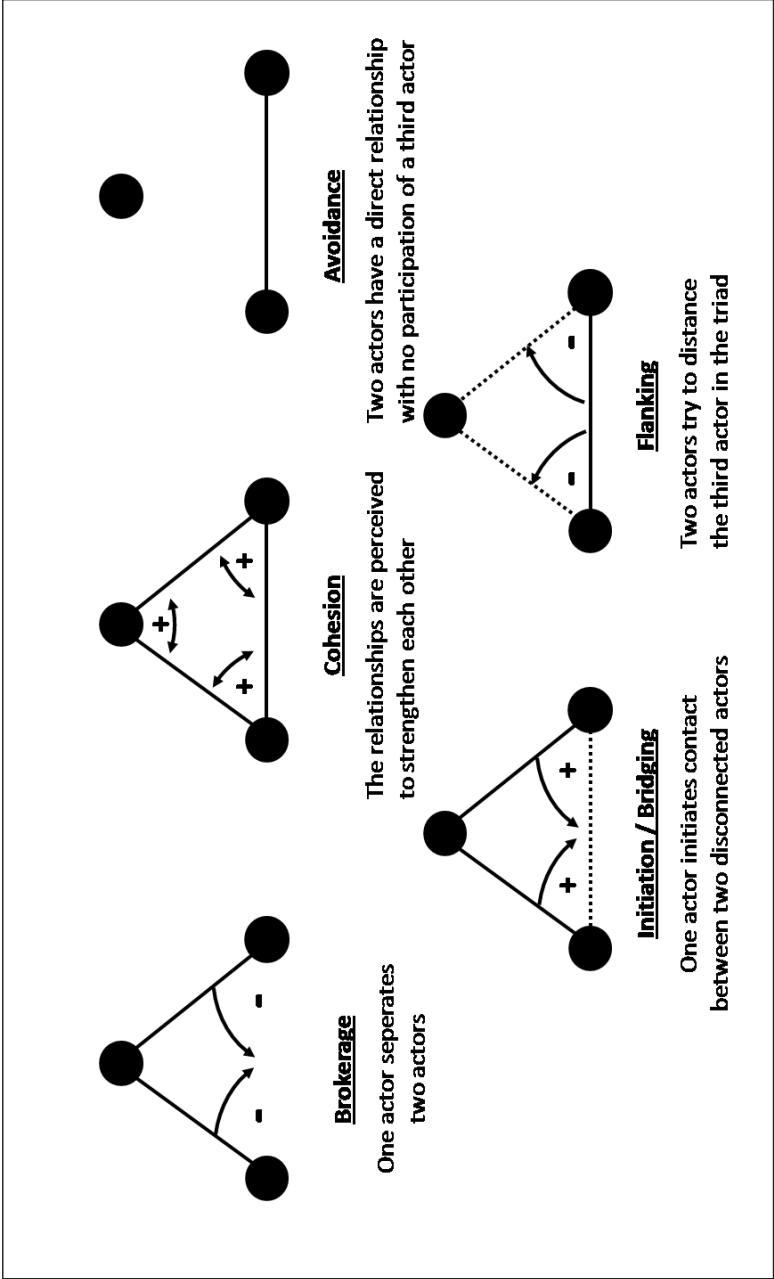 Brokerage
One actor seperates
two actors
Cohesion
The relationships are perceived
to strengthen each other
Avoidance
Two actors have a direct relationship
with no participation of a third actor
Initiation / Bridging
One actor initiates contact
between two disconnected actors
Flanking
Two actors try to distance
the third actor in the triad
- -
+ + +
+ +
- -